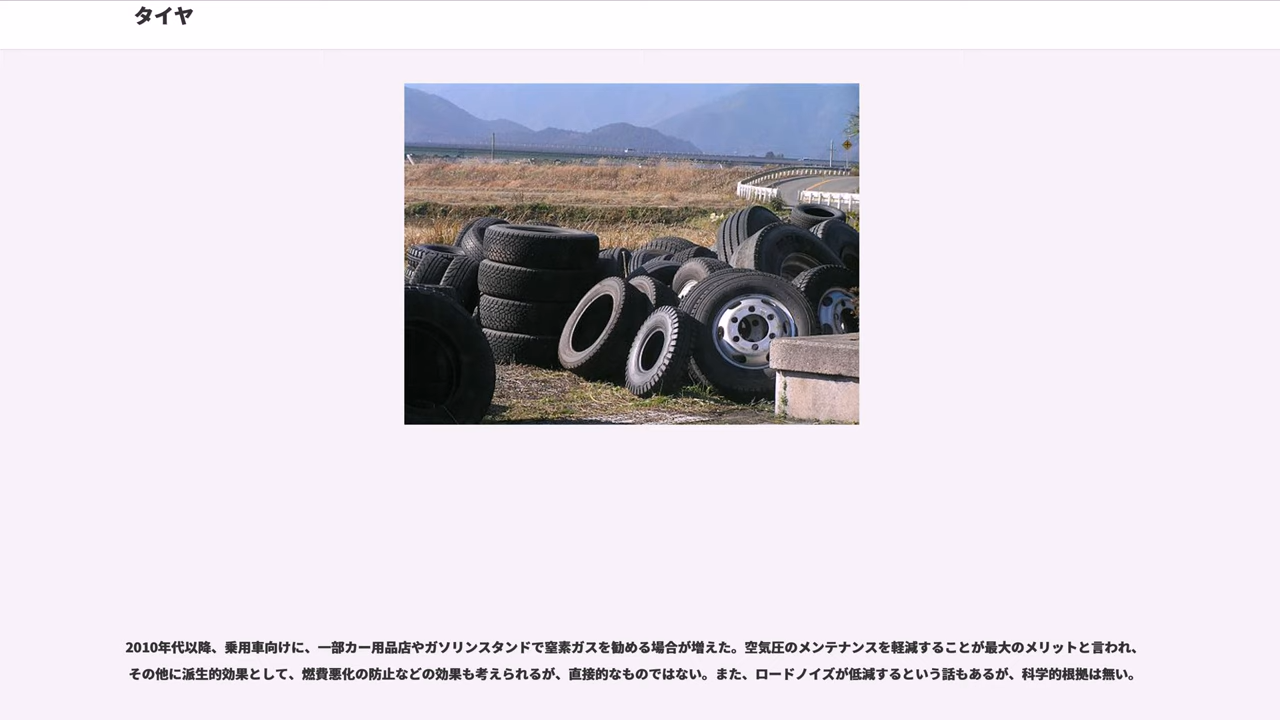 タイヤ
2010年代以降、乗用車向けに、一部カー用品店やガソリンスタンドで窒素ガスを勧める場合が増えた。空気圧のメンテナンスを軽減することが最大のメリットと言われ、
その他に派生的効果として、燃費悪化の防止などの効果も考えられるが、直接的なものではない。また、ロードノイズが低減するという話もあるが、科学的根拠は無い。